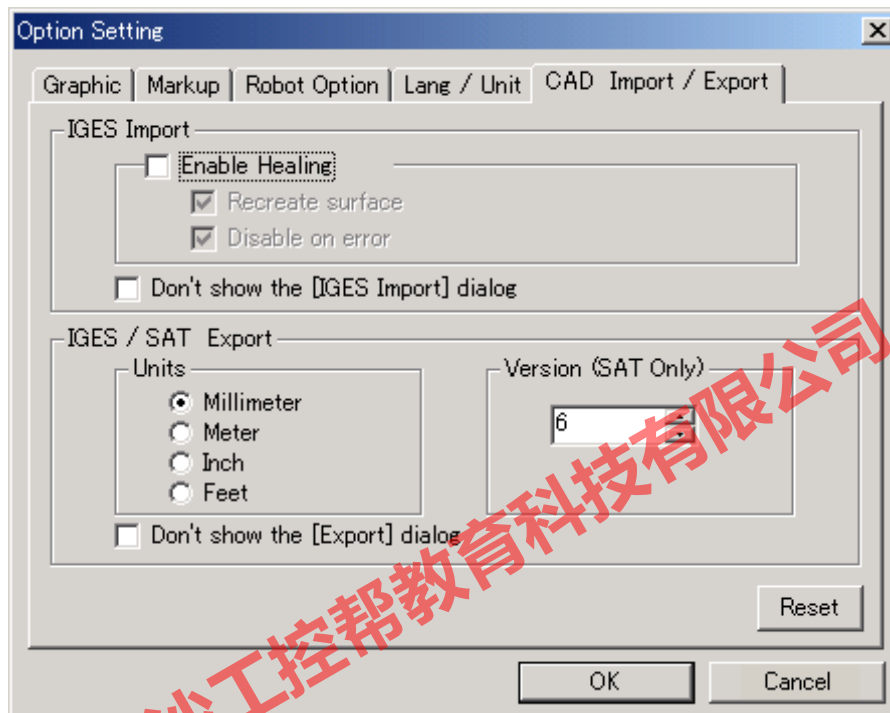 Option Setting
Graphic Markup Robot Option Lang / Unit CAD Import / Export
IGES Import
Enable Healing
Recreate surface
Disable on error
Don't show the [IGES Import] dialog
IGES / SAT Export
Units
Millimeter
Meter
Inch
Feet
Version (SAT Only)
6
Don't show the [Export] dialog
Reset
OK Cancel
工控帮教育科技有限公司